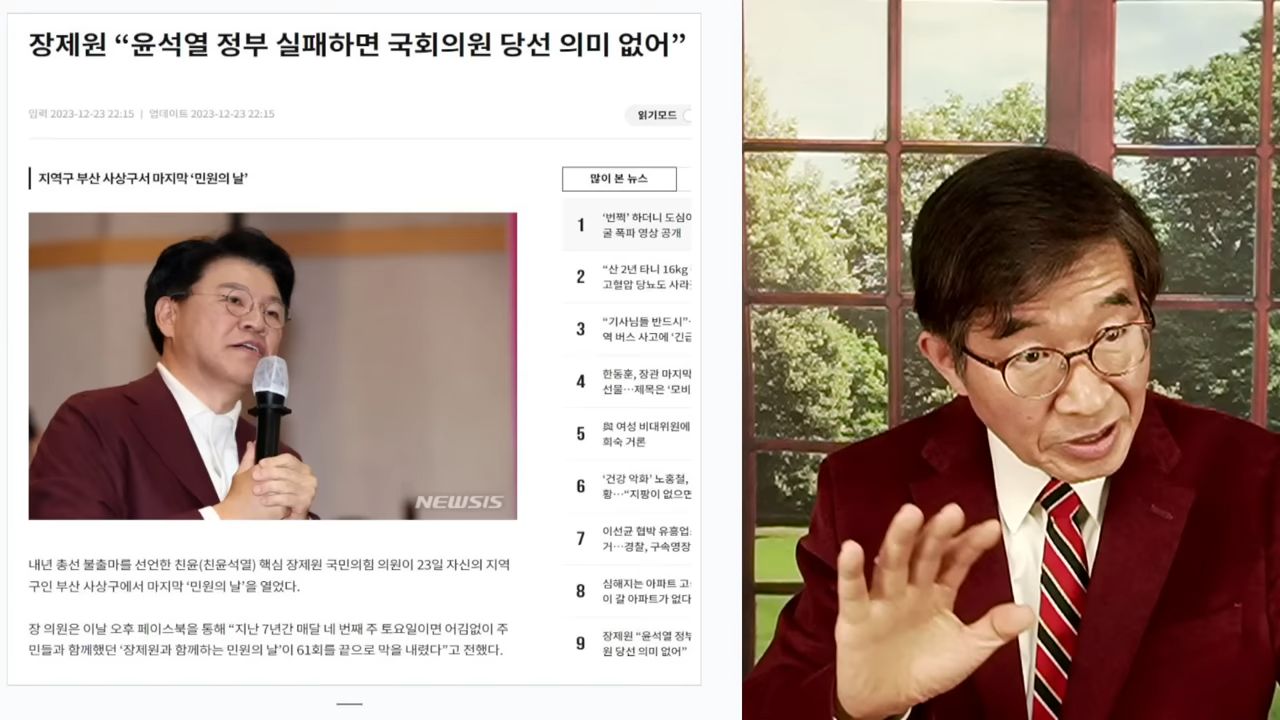 장제원 “윤석열 정부 실패하면 국회의원 당선 의미 없어”
입력 2023-12-23 22:15 | 업데이트 2023-12-23 22:15
읽기모드
지역구 부산 사상구서 마지막 ‘민원의 날’
많이 본 뉴스
1
‘번쩍’ 하더니 도심이
굴 폭파 영상 공개
2
“산 2년 타니 16kg
고혈압 당뇨도 사라
3
“기사님들 반드시”
역 버스 사고에 ‘긴급
4
한동훈, 장관 마지막
선물…제목은 ‘모비
5
與 여성 비대위원에
희숙 거론
6
‘건강 악화’ 노홍철,
황…“지팡이 없으면
7
이선균 협박 유흥업
거…경찰, 구속영장
8
심해지는 아파트 고
이 갈 아파트가 없다
9
장제원 “윤석열 정부
원 당선 의미 없어”
NEWSIS
내년 총선 불출마를 선언한 친윤(친윤석열) 핵심 장제원 국민의힘 의원이 23일 자신의 지역
구인 부산 사상구에서 마지막 ‘민원의 날’을 열었다.
장 의원은 이날 오후 페이스북을 통해 “지난 7년간 매달 네 번째 주 토요일이면 어김없이 주
민들과 함께했던 ‘장제원과 함께하는 민원의 날’이 61회를 끝으로 막을 내렸다”고 전했다.